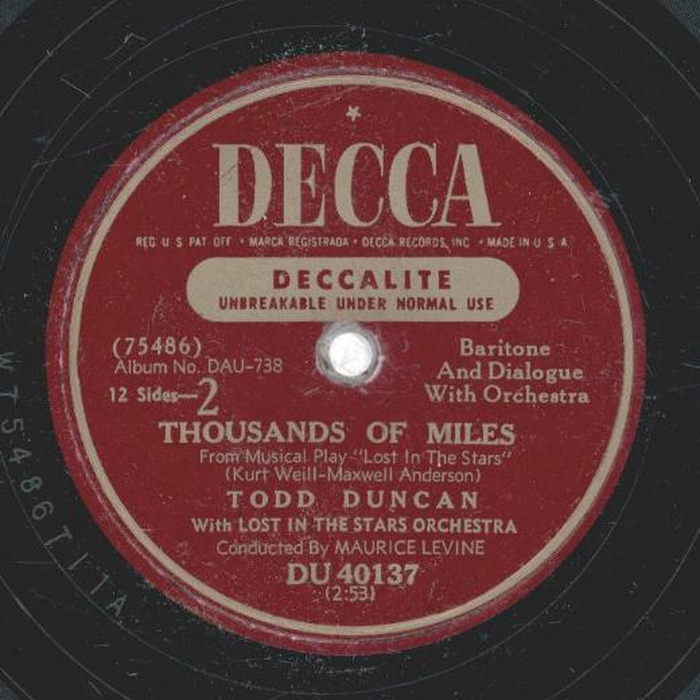 DECCA
REG U S PAT OFF • MARCA REGISTRADA • DECCA RECORDS, INC • MADE IN U S A
DECCALITE
UNBREAKABLE UNDER NORMAL USE
(75486)
Album No. DAU-738
12 Sides—2
Baritone
And Dialogue
With Orchestra
THOUSANDS OF MILES
From Musical Play "Lost In The Stars"
(Kurt Weill-Maxwell Anderson)
TODD DUNCAN
With LOST IN THE STARS ORCHESTRA
Conducted By MAURICE LEVINE
DU 40137
(2:53)
W75486T11A